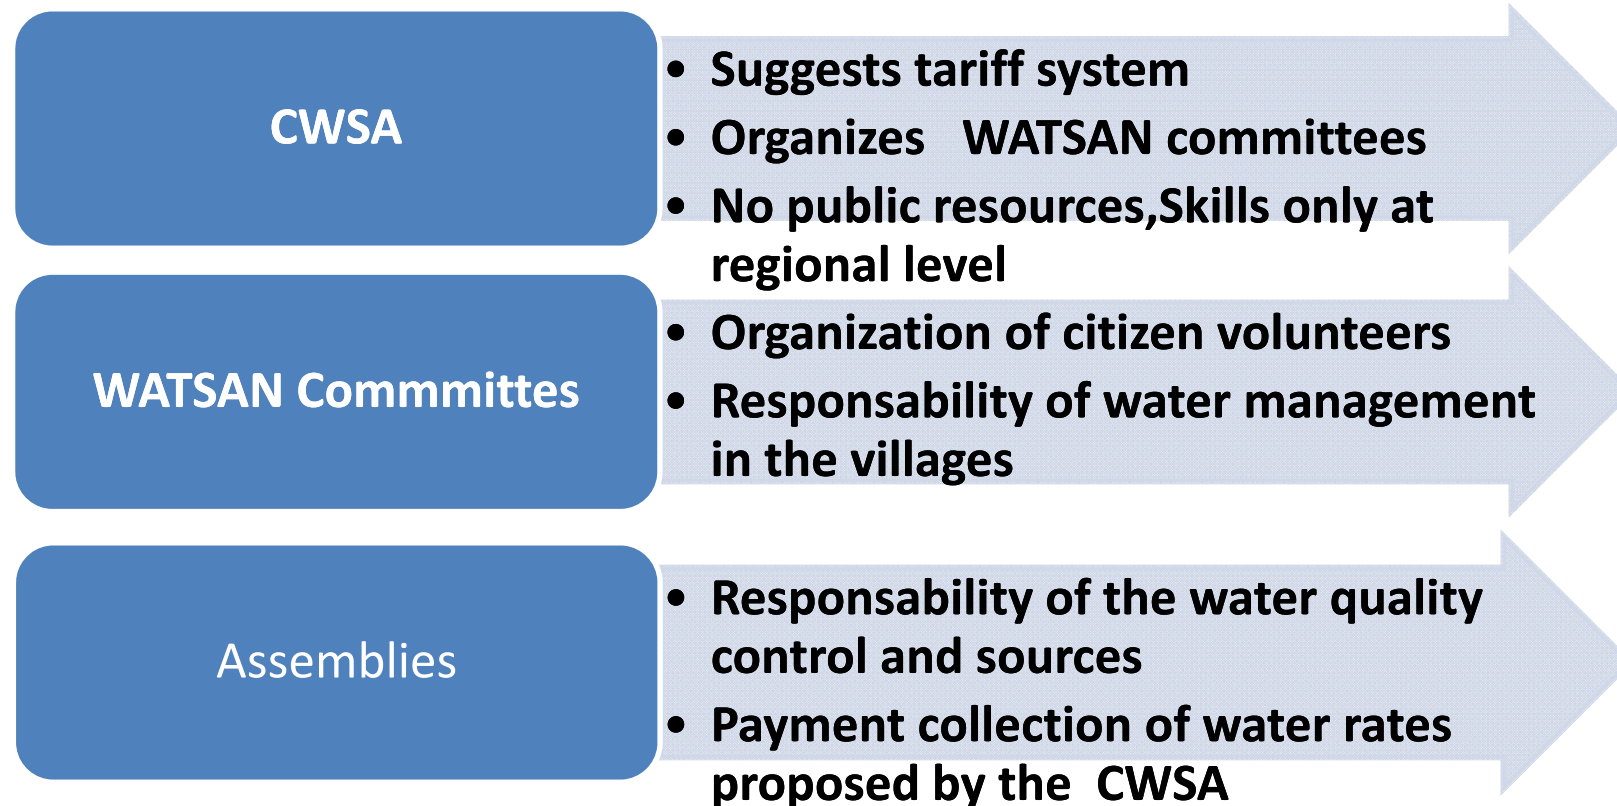 CWSA
• Suggests tariff system
• Organizes WATSAN committees
• No public resources,Skills only at
regional level
WATSAN Commmittes
• Organization of citizen volunteers
• Responsability of water management
in the villages
Assemblies
• Responsability of the water quality
control and sources
• Payment collection of water rates
proposed by the CWSA